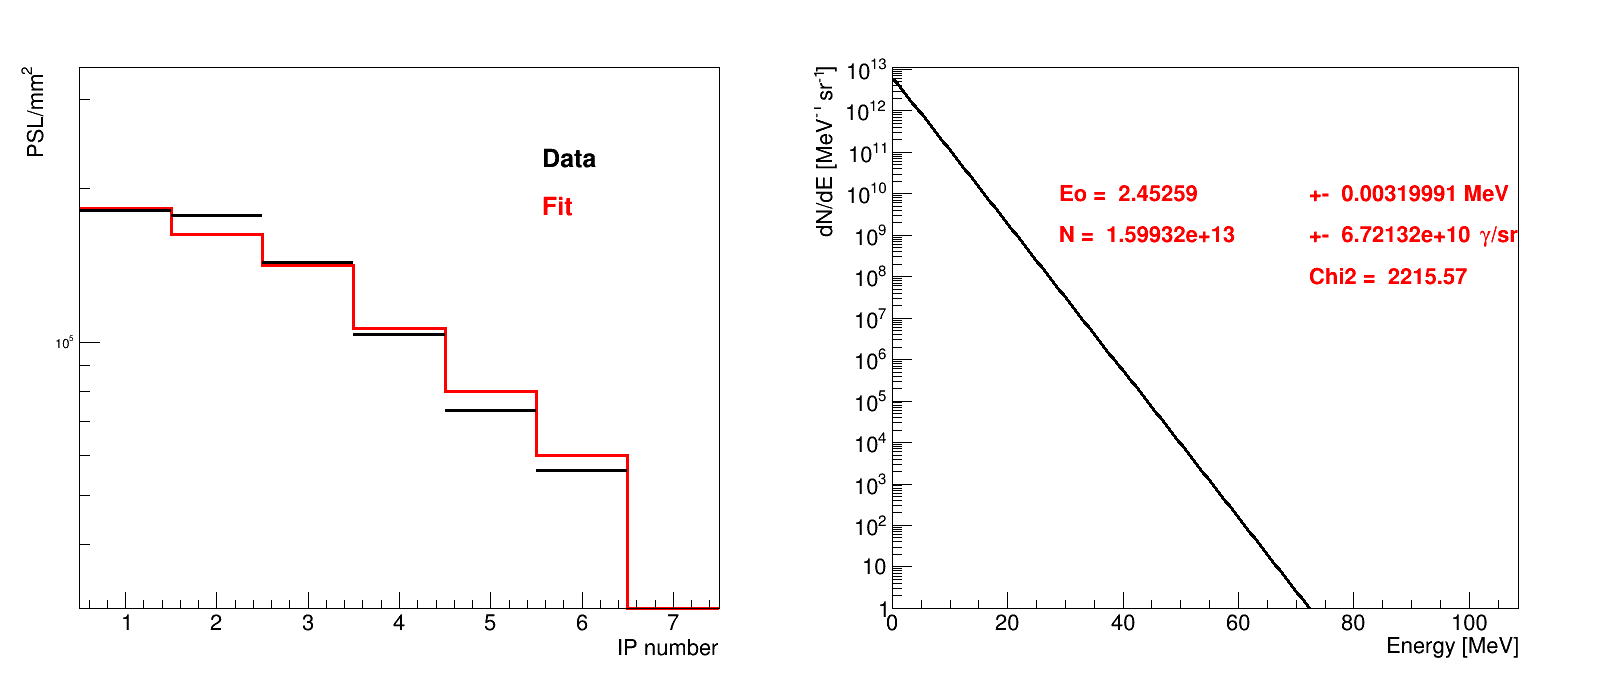 PSL/mm²
Data
Fit
10⁵
1 2 3 4 5 6 7
IP number
dN/dE [MeV⁻¹ sr⁻¹]
10¹³
10¹²
10¹¹
10¹⁰
10⁹
10⁸
10⁷
10⁶
10⁵
10⁴
10³
10²
10
1
Eo = 2.45259 +- 0.00319991 MeV
N = 1.59932e+13 +- 6.72132e+10 γ/sr
Chi2 = 2215.57
0 20 40 60 80 100
Energy [MeV]